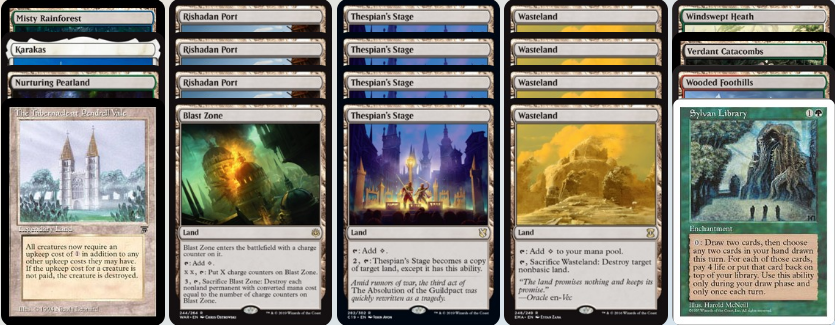 Misty Rainforest
Karakas
Nurturing Peatland
The Tabernacle at Pendrell Vale
Legendary Land
All creatures now require an
upkeep cost of 1 in addition to any
other upkeep costs they may have.
If the upkeep cost for a creature is
not paid, the creature is destroyed.
Rishadan Port
Rishadan Port
Rishadan Port
Blast Zone
Land
Blast Zone enters the battlefield with a charge
counter on it.
: Add .
X X, : Put X charge counters on Blast Zone.
3, , Sacrifice Blast Zone: Destroy each
nonland permanent with converted mana cost
equal to the number of charge counters on
Blast Zone.
Thespian's Stage
Thespian's Stage
Thespian's Stage
Thespian's Stage
Land
: Add .
2, : Thespian's Stage becomes a copy
of target land, except it has this ability.
Amid rumors of war, the third act of
The Absolution of the Guildpact was
quickly rewritten as a tragedy.
Wasteland
Wasteland
Wasteland
Wasteland
Land
: Add to your mana pool.
, Sacrifice Wasteland: Destroy target
nonbasic land.
"The land promises nothing and keeps its
promise."
—Oracle en-Vec
Windswept Heath
Verdant Catacombs
Wooded Foothills
Sylvan Library 1
Enchantment
0: Draw two cards, then choose
any two cards in your hand drawn
this turn. For each of those cards,
pay 4 life or put that card back on
top of your library. Use this ability
only during your draw phase and
only once each turn.
Illus. Harold McNeill